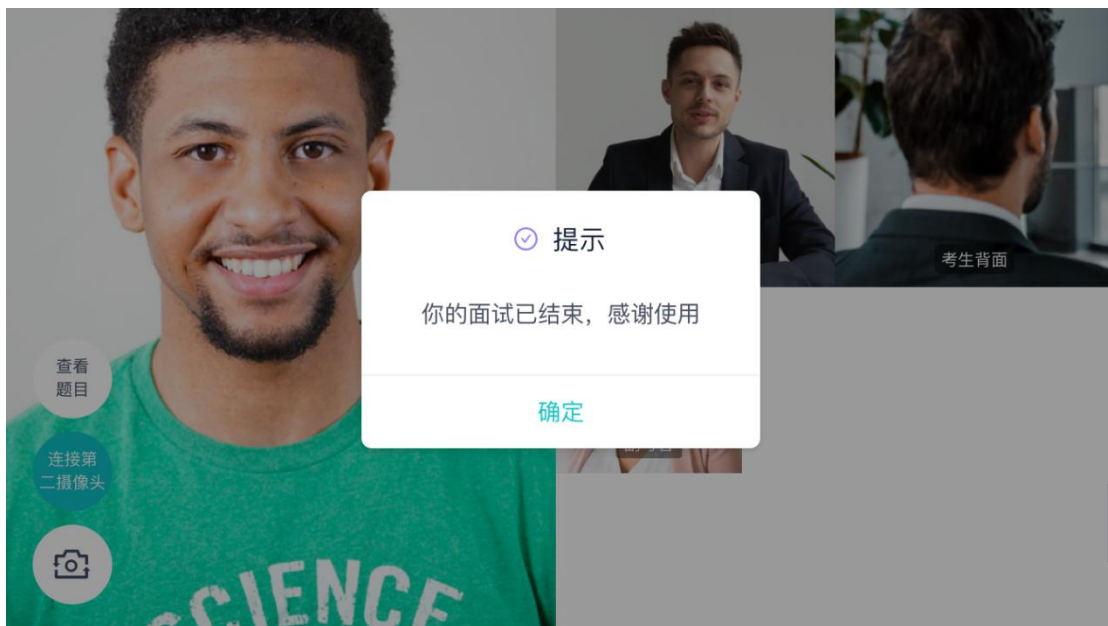 提示
考生背面
你的面试已结束，感谢使用
查看
题目
确定
连接第
二摄像头
SCIENCE